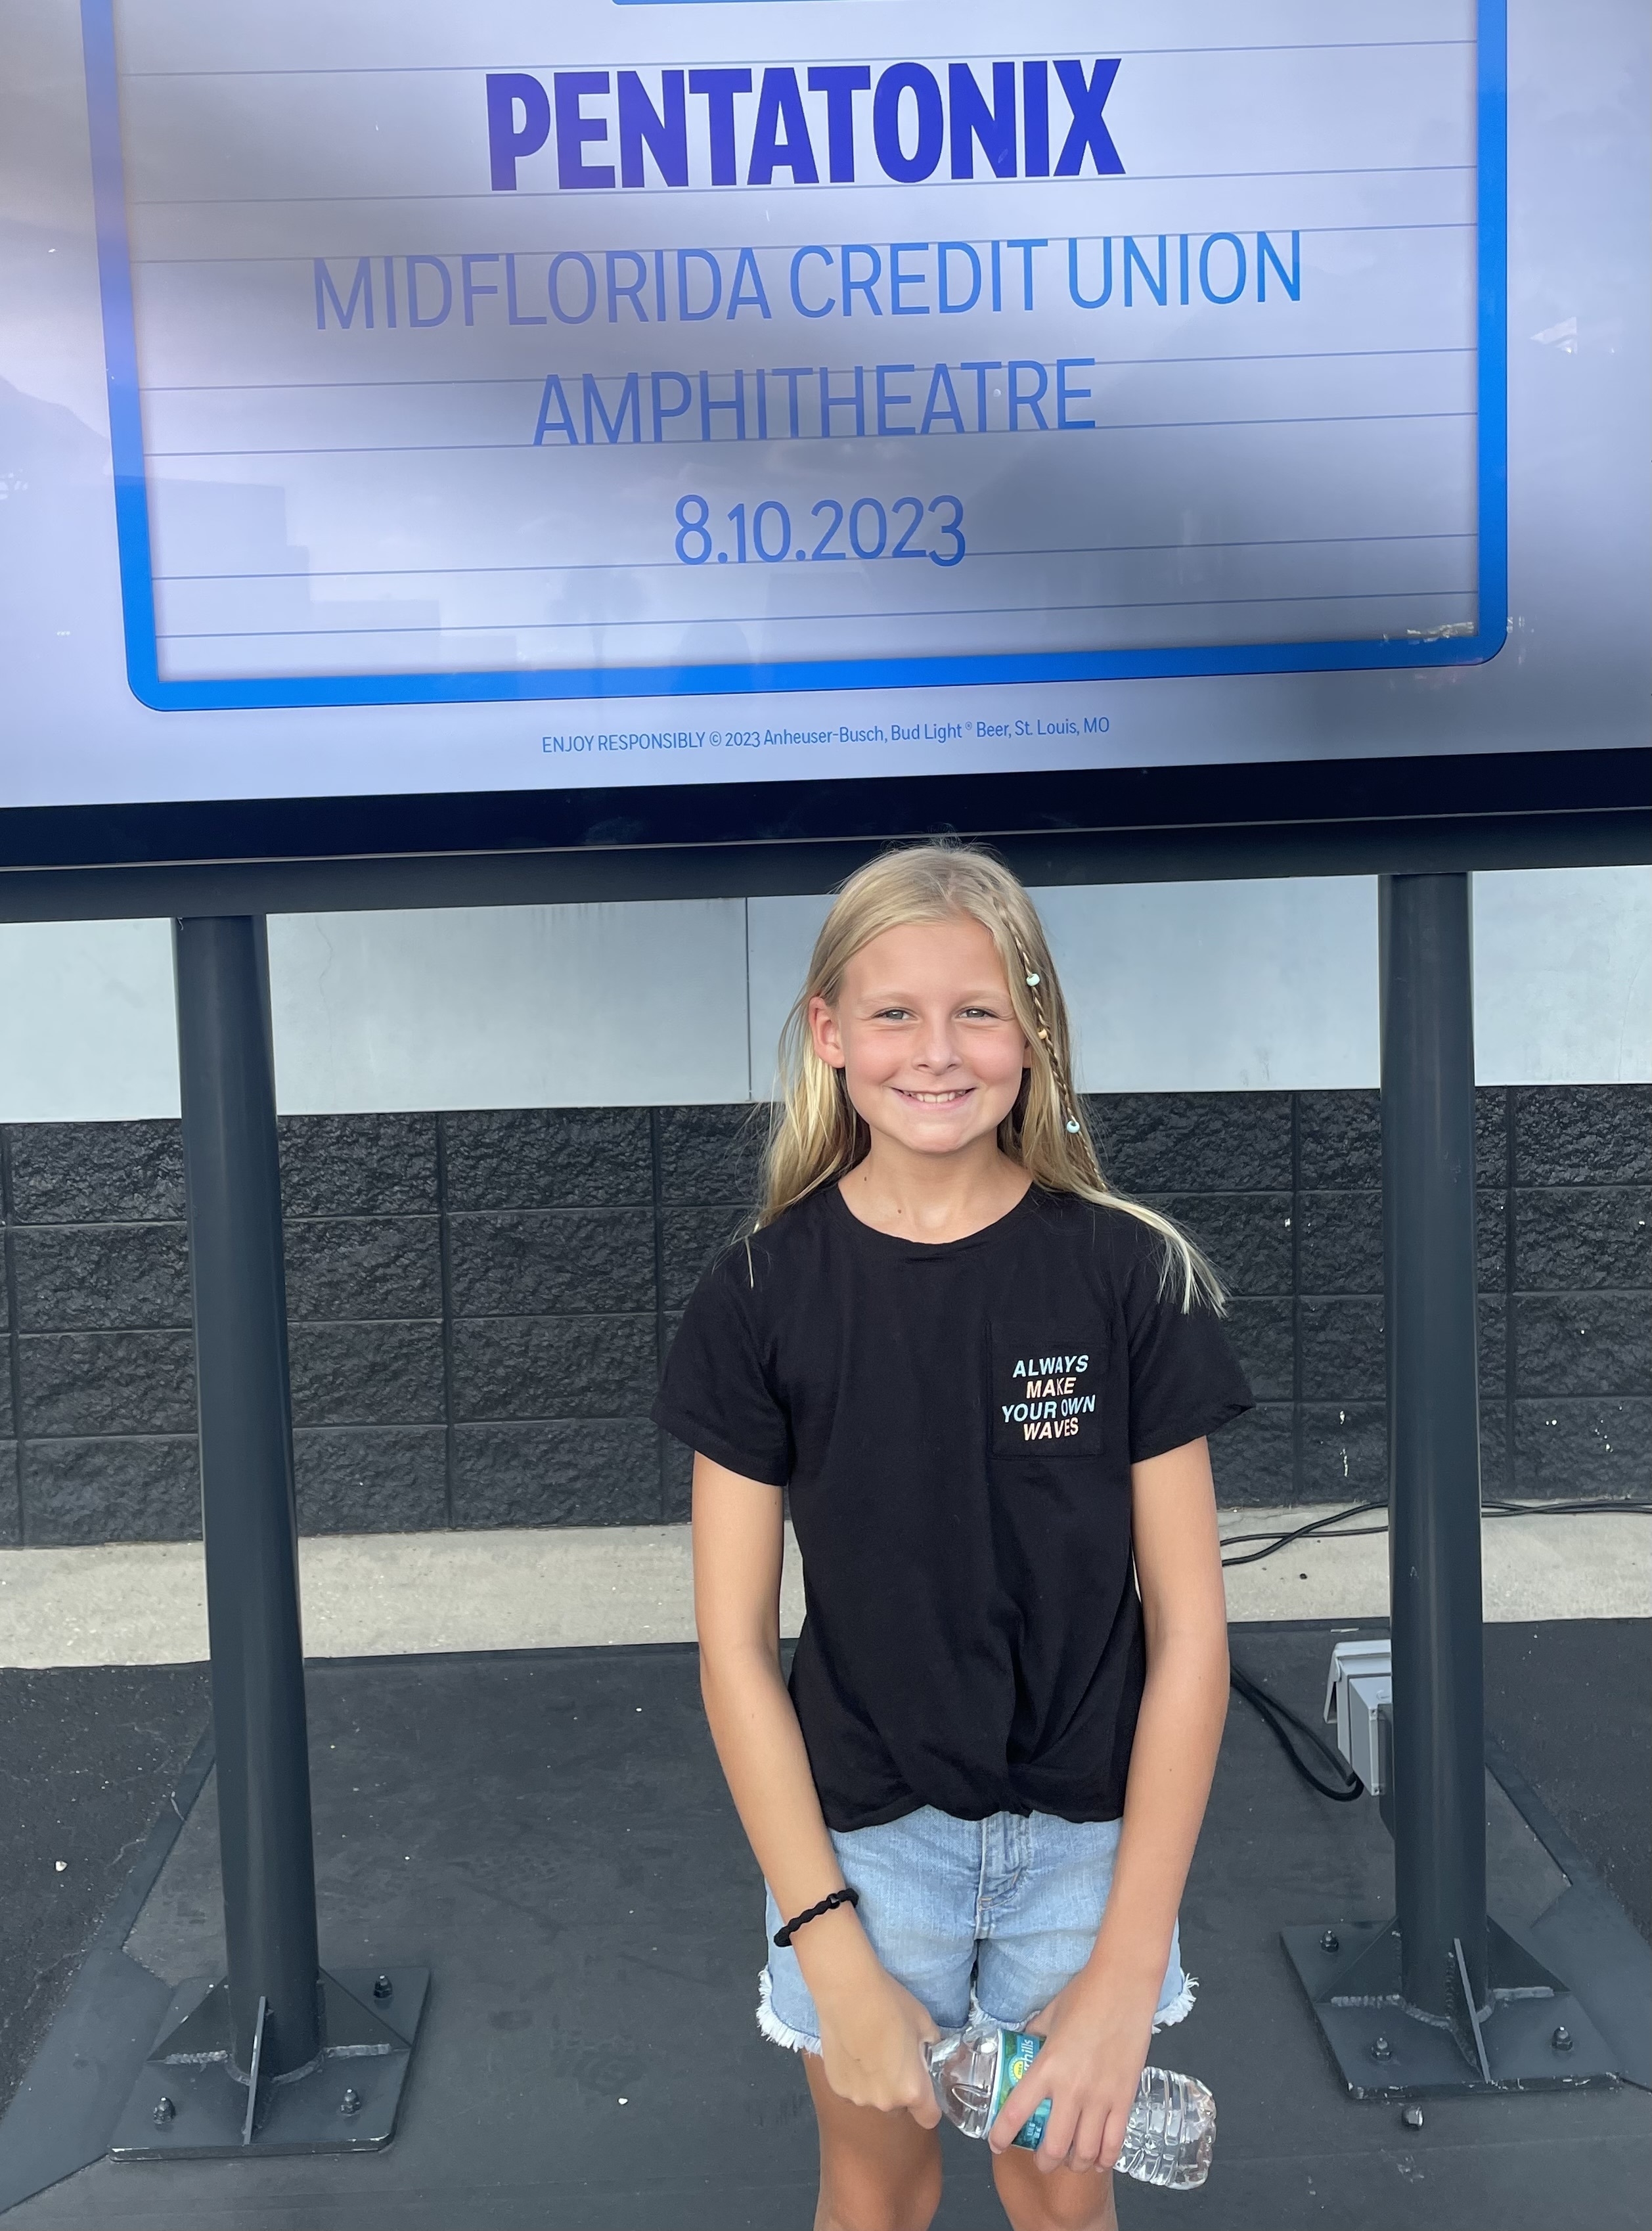 PENTATONIX
MIDFLORIDA CREDIT UNION
AMPHITHEATRE
8.10.2023
ENJOY RESPONSIBLY © 2023 Anheuser-Busch, Bud Light® Beer, St. Louis, MO
ALWAYS
MAKE
YOUR OWN
WAVES